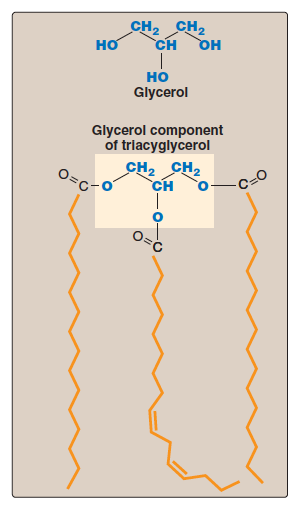 CH2 CH2
HO CH OH
HO
Glycerol
Glycerol component
of triacyglycerol
O CH2 CH2 O
C O CH O C
O
O
C